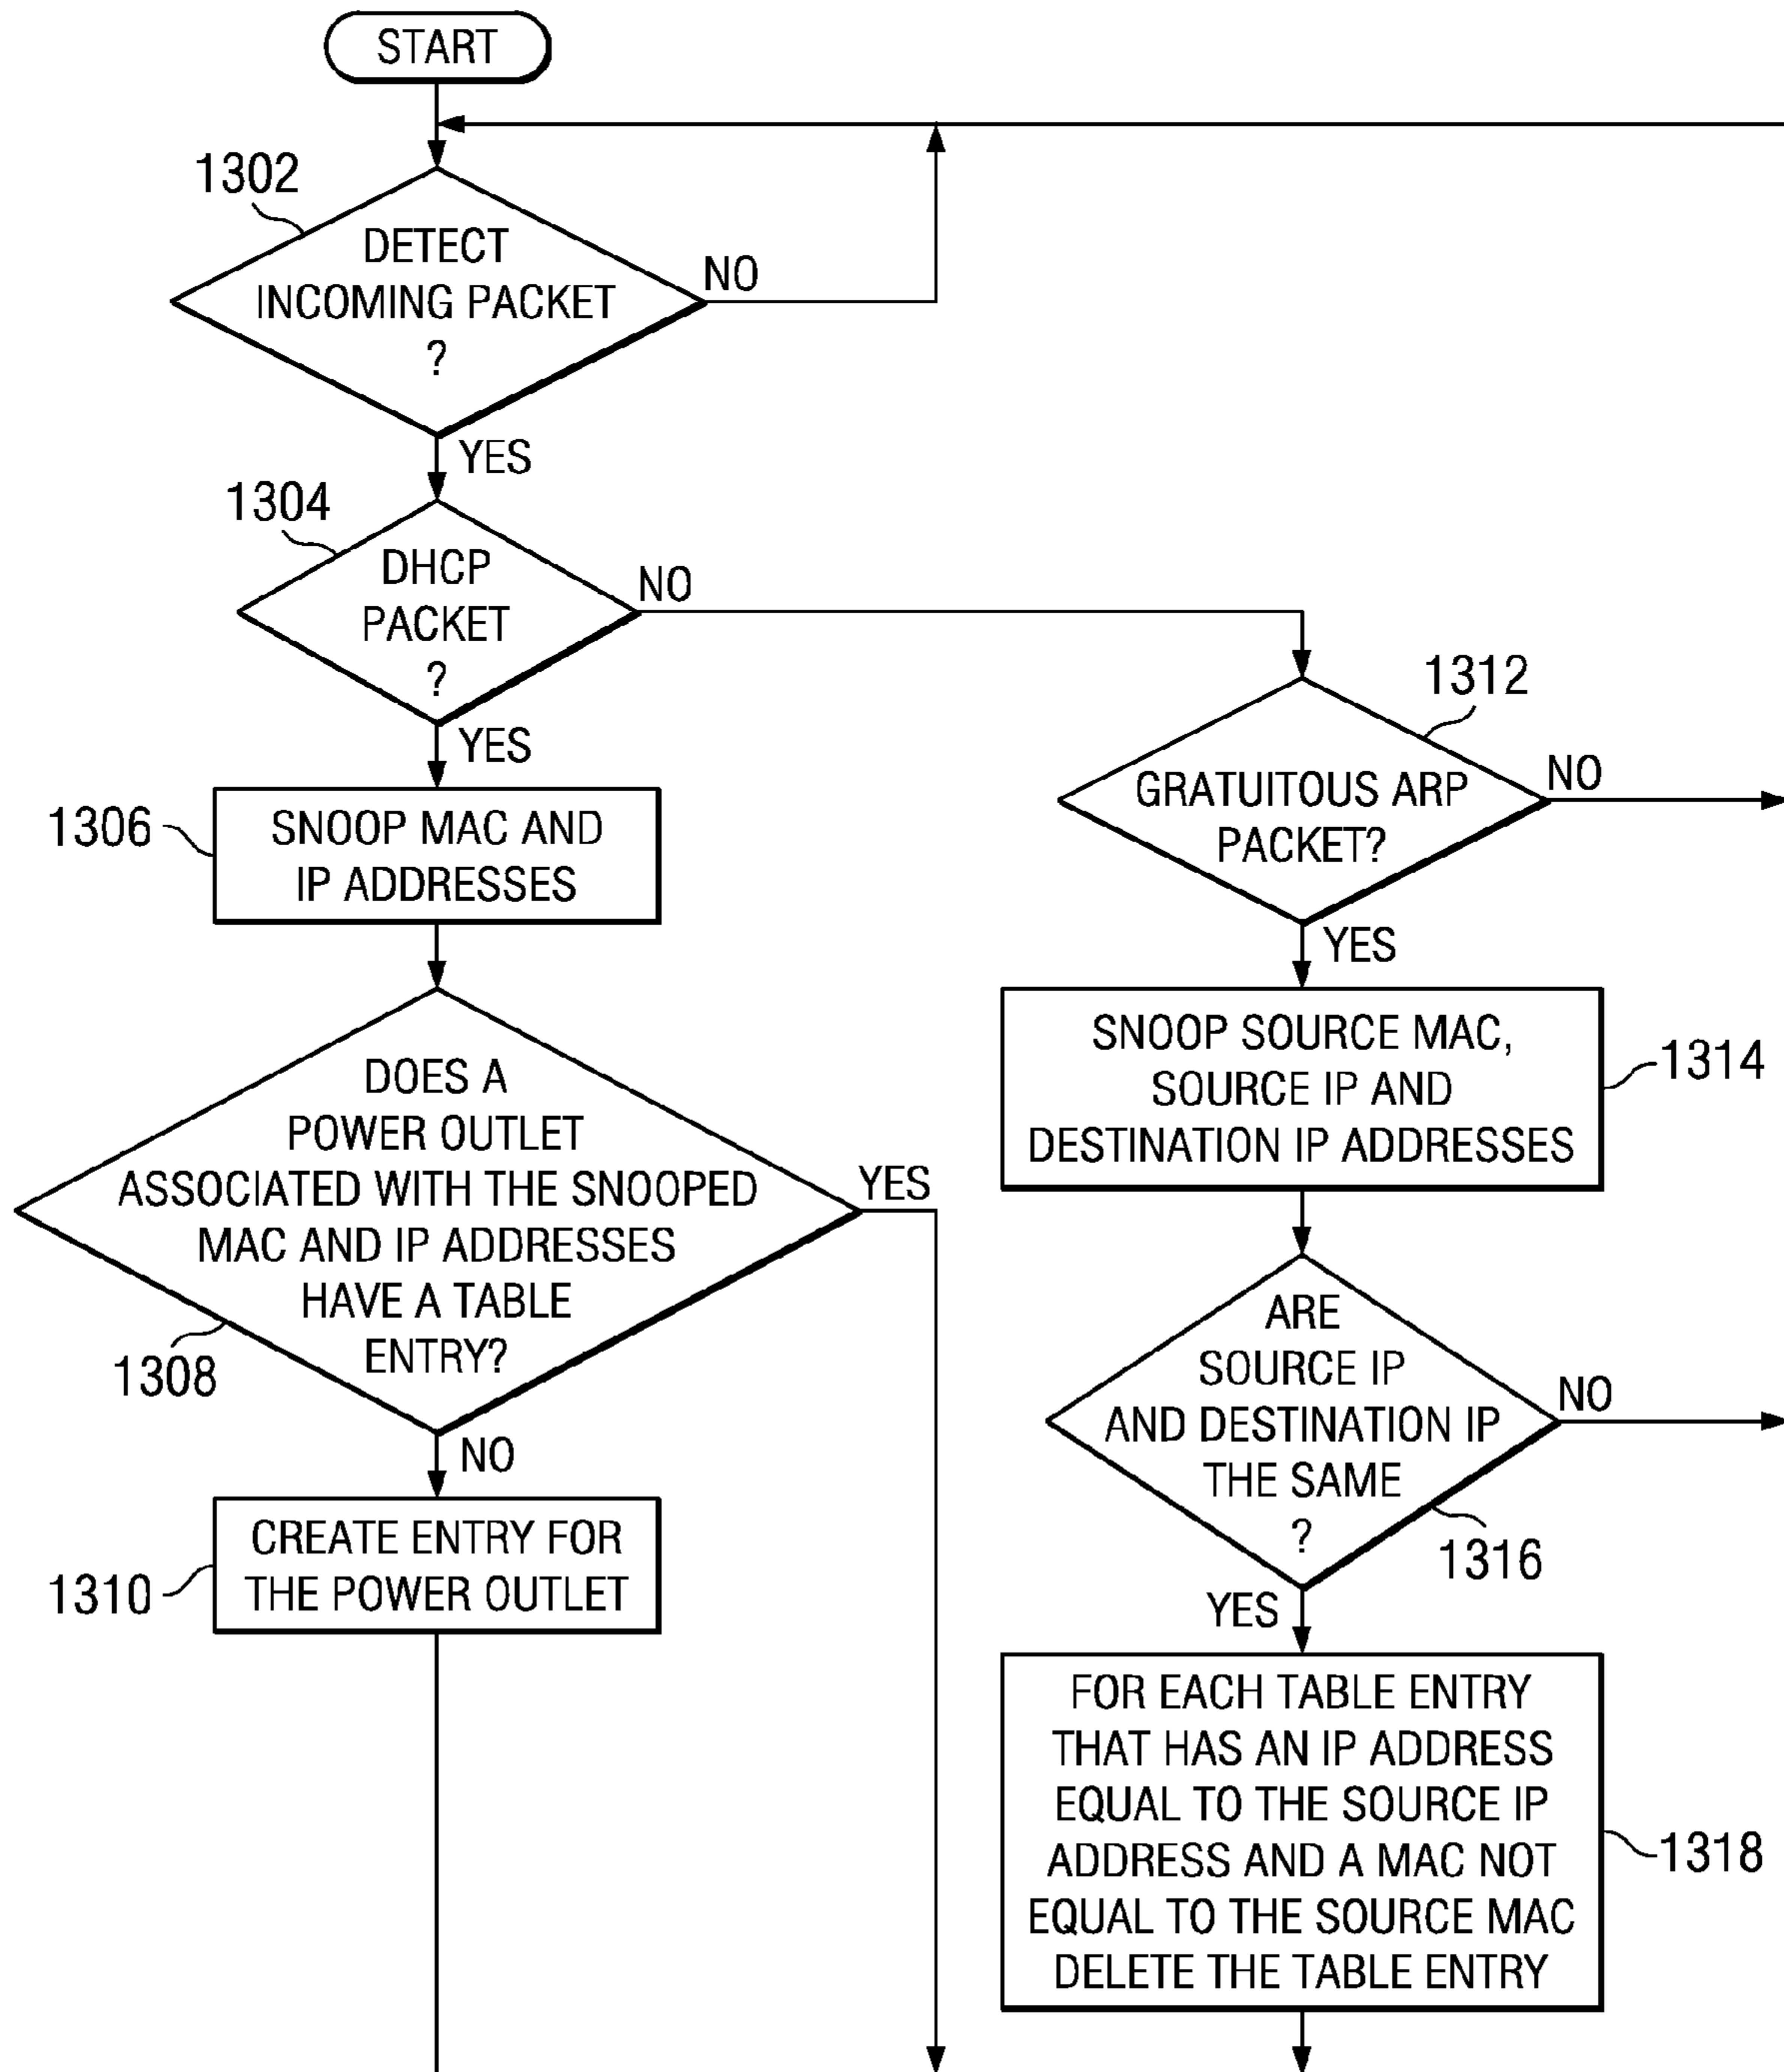 START
1302
DETECT
INCOMING PACKET
?
NO
YES
1304
DHCP
PACKET
?
NO
YES
1306
SNOOP MAC AND
IP ADDRESSES
DOES A
POWER OUTLET
ASSOCIATED WITH THE SNOOPED
MAC AND IP ADDRESSES
HAVE A TABLE
ENTRY?
YES
1308
NO
1310
CREATE ENTRY FOR
THE POWER OUTLET
1312
GRATUITOUS ARP
PACKET?
NO
YES
SNOOP SOURCE MAC,
SOURCE IP AND
DESTINATION IP ADDRESSES
1314
ARE
SOURCE IP
AND DESTINATION IP
THE SAME
?
NO
1316
YES
FOR EACH TABLE ENTRY
THAT HAS AN IP ADDRESS
EQUAL TO THE SOURCE IP
ADDRESS AND A MAC NOT
EQUAL TO THE SOURCE MAC
DELETE THE TABLE ENTRY
1318